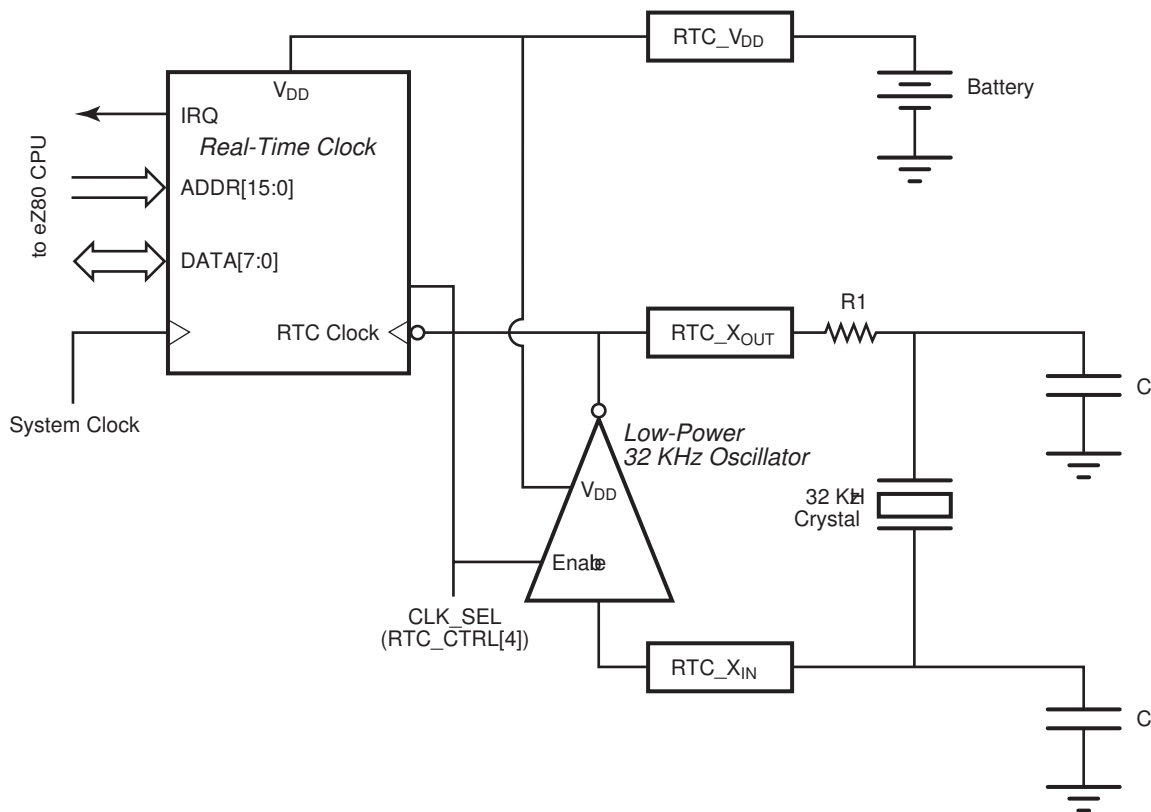 RTC_VDD
VDD
Battery
IRQ
Real-Time Clock
to eZ80 CPU
ADDR[15:0]
DATA[7:0]
R1
RTC Clock
RTC_XOUT
C
System Clock
Low-Power
32 KHz Oscillator
VDD
32 KHz
Crystal
Enable
CLK_SEL
(RTC_CTRL[4])
RTC_XIN
C